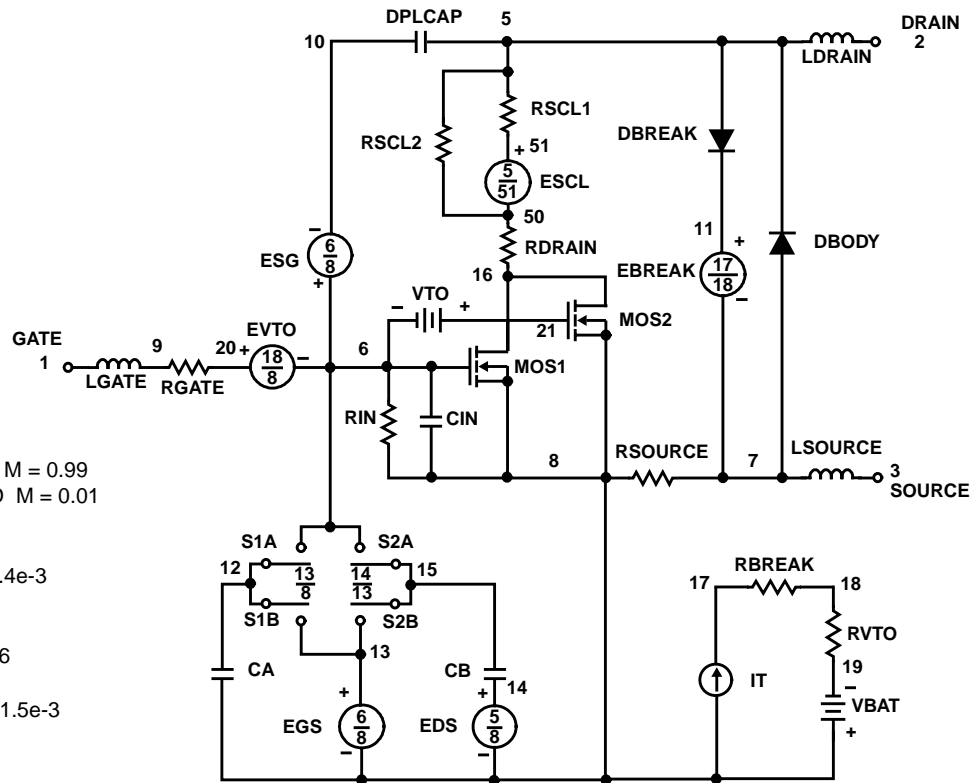 DPLCAP
5
DRAIN
2
10
LDRAIN
RSCL1
RSCL2
+ 51
5
51
ESCL
DBREAK
50
RDRAIN
11
+
17
18
EBREAK
−
DBODY
−
6
8
ESG
+
16
VTO
−
+
21
MOS2
GATE
1
9
LGATE
RGATE
EVTO
20 +
18
8
−
6
MOS1
RIN
CIN
8
RSOURCE
7
LSOURCE
3
SOURCE
M = 0.99
M = 0.01
.4e-3
6
1.5e-3
S1A
S2A
12
13
8
14
13
15
S1B
S2B
13
CA
CB
+
14
+
EGS
6
8
−
EDS
5
8
−
17
RBREAK
18
RVTO
19
IT
−
VBAT
+